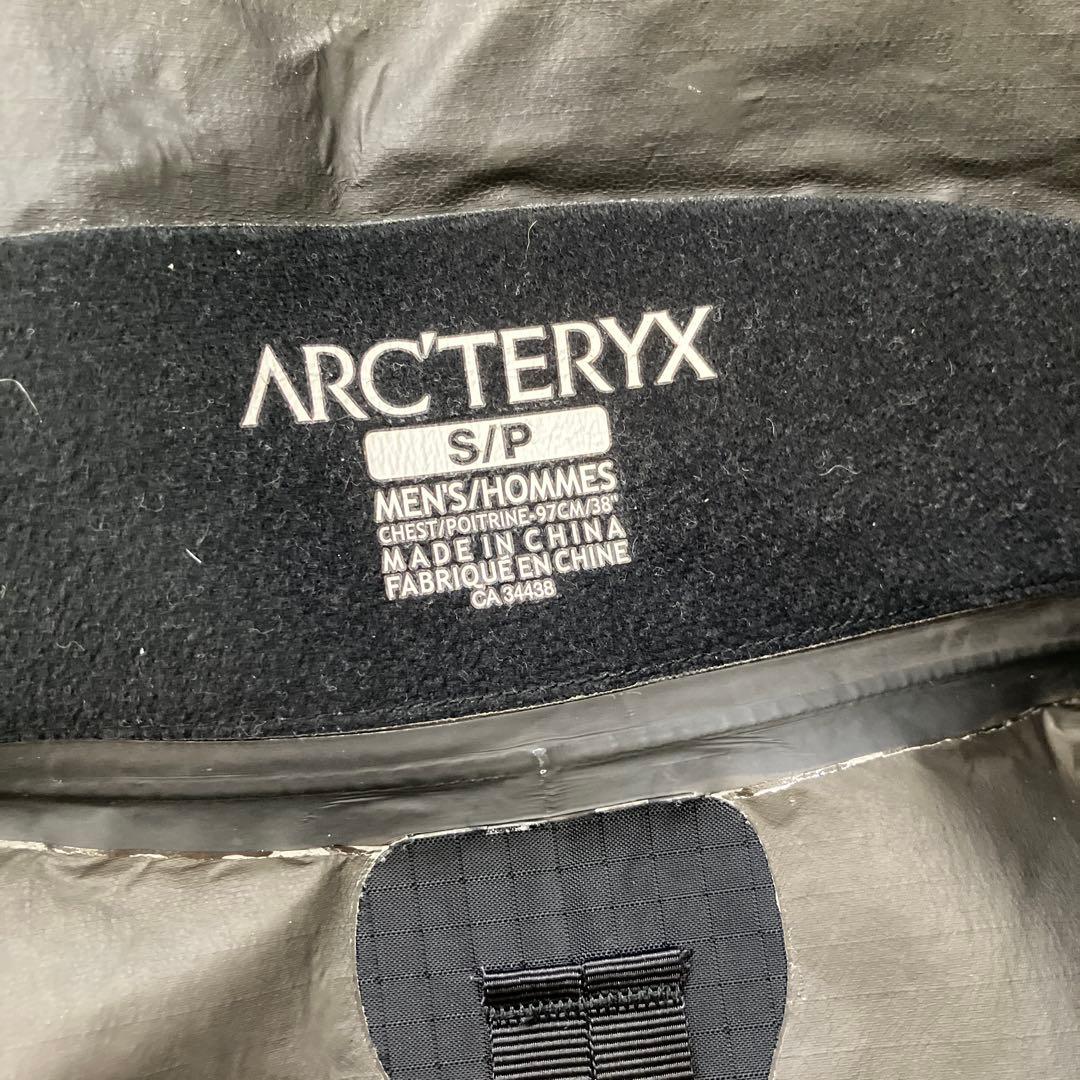 ARC'TERYX
S/P
MEN'S/HOMMES
CHEST/POITRINE-97CM/38"
MADE IN CHINA
FABRIQUÉ EN CHINE
CA 34438